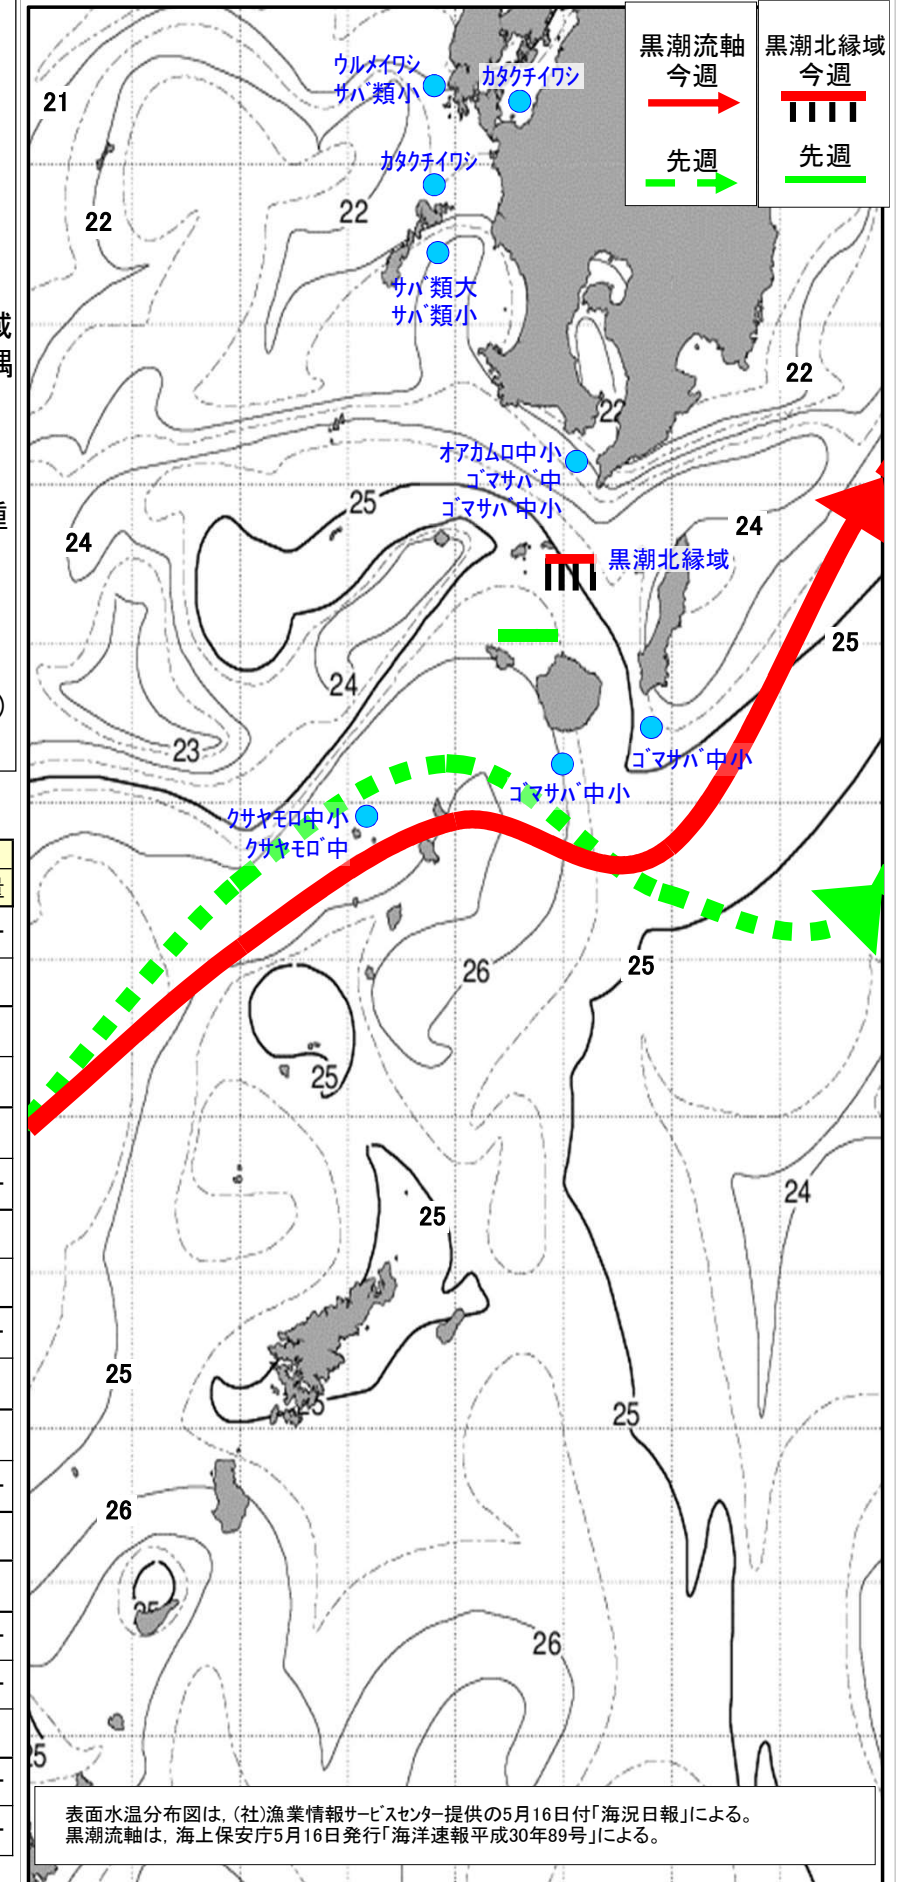 黒潮流軸
今週
先週
黒潮北縁域
今週
先週
ウルメイワシ
サバ類小
カタクチイワシ
21
カタクチイワシ
22
22
サバ類大
サバ類小
22
22
オアカムロ中小
ゴマサバ中
ゴマサバ中小
25
24
24
黒潮北縁域
25
24
23
ゴマサバ中小
ゴマサバ中小
クサヤモロ中小
クサヤモロ中
26
25
25
24
25
25
25
25
26
25
26
25
表面水温分布図は，(社)漁業情報サービスセンター提供の5月16日付「海況日報」による。
黒潮流軸は，海上保安庁5月16日発行「海洋速報平成30年89号」による。